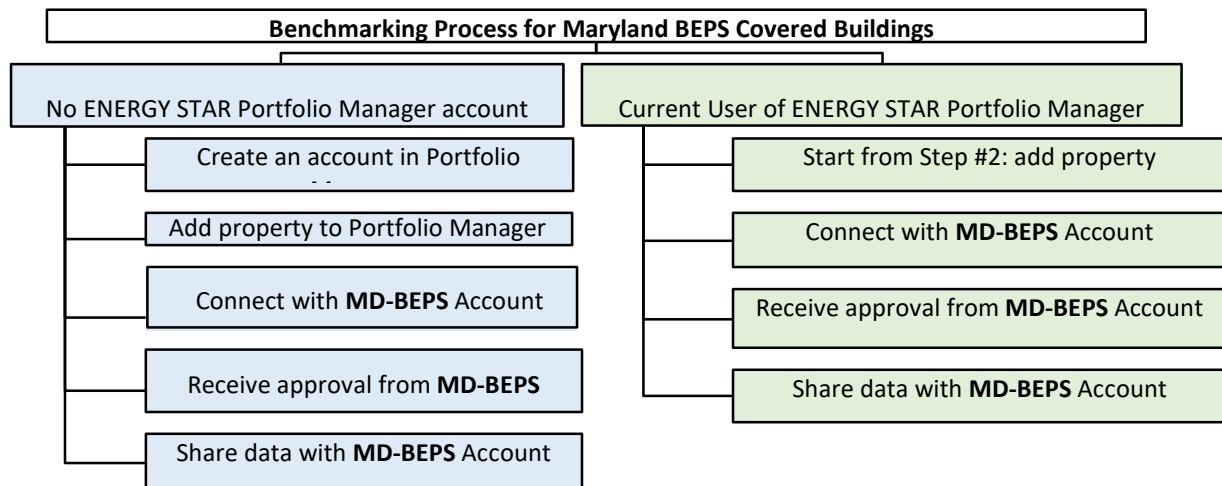 Benchmarking Process for Maryland BEPS Covered Buildings
No ENERGY STAR Portfolio Manager account
Create an account in Portfolio
Add property to Portfolio Manager
Connect with MD-BEPS Account
Receive approval from MD-BEPS
Share data with MD-BEPS Account
Current User of ENERGY STAR Portfolio Manager
Start from Step #2: add property
Connect with MD-BEPS Account
Receive approval from MD-BEPS Account
Share data with MD-BEPS Account